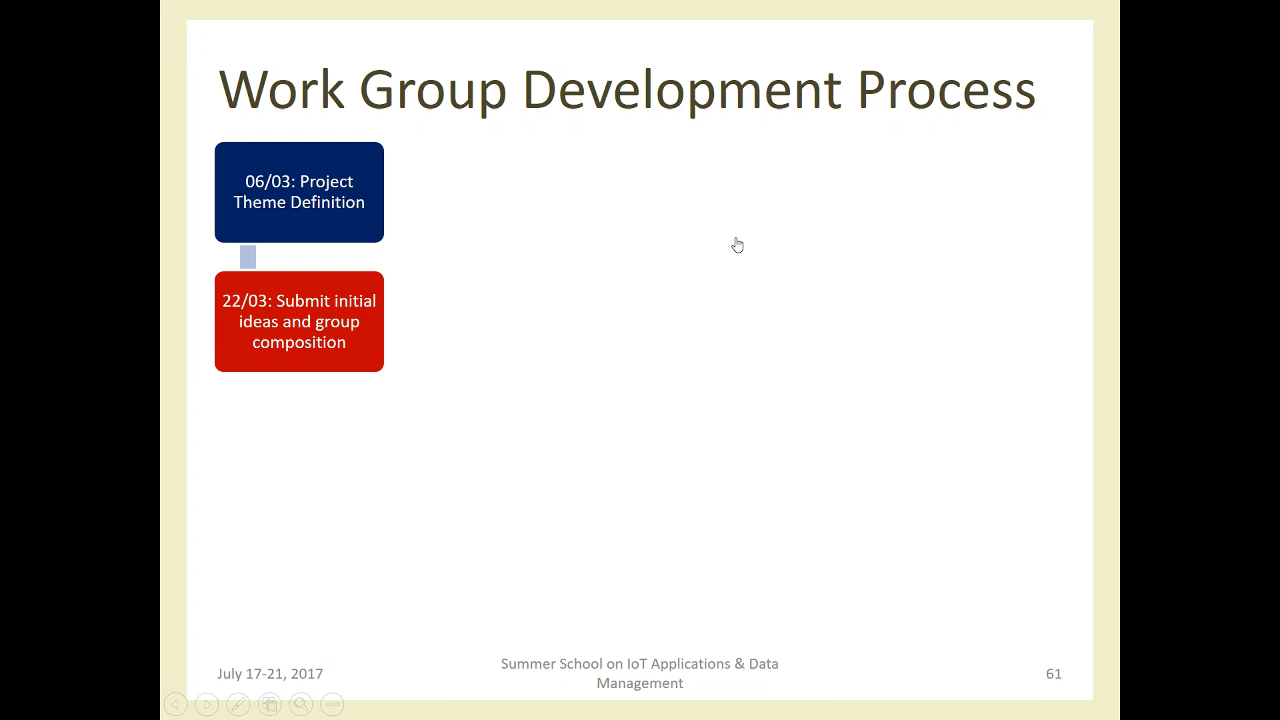 Work Group Development Process
06/03: Project
Theme Definition
22/03: Submit initial
ideas and group
composition
July 17-21, 2017
Summer School on IoT Applications & Data
Management
61